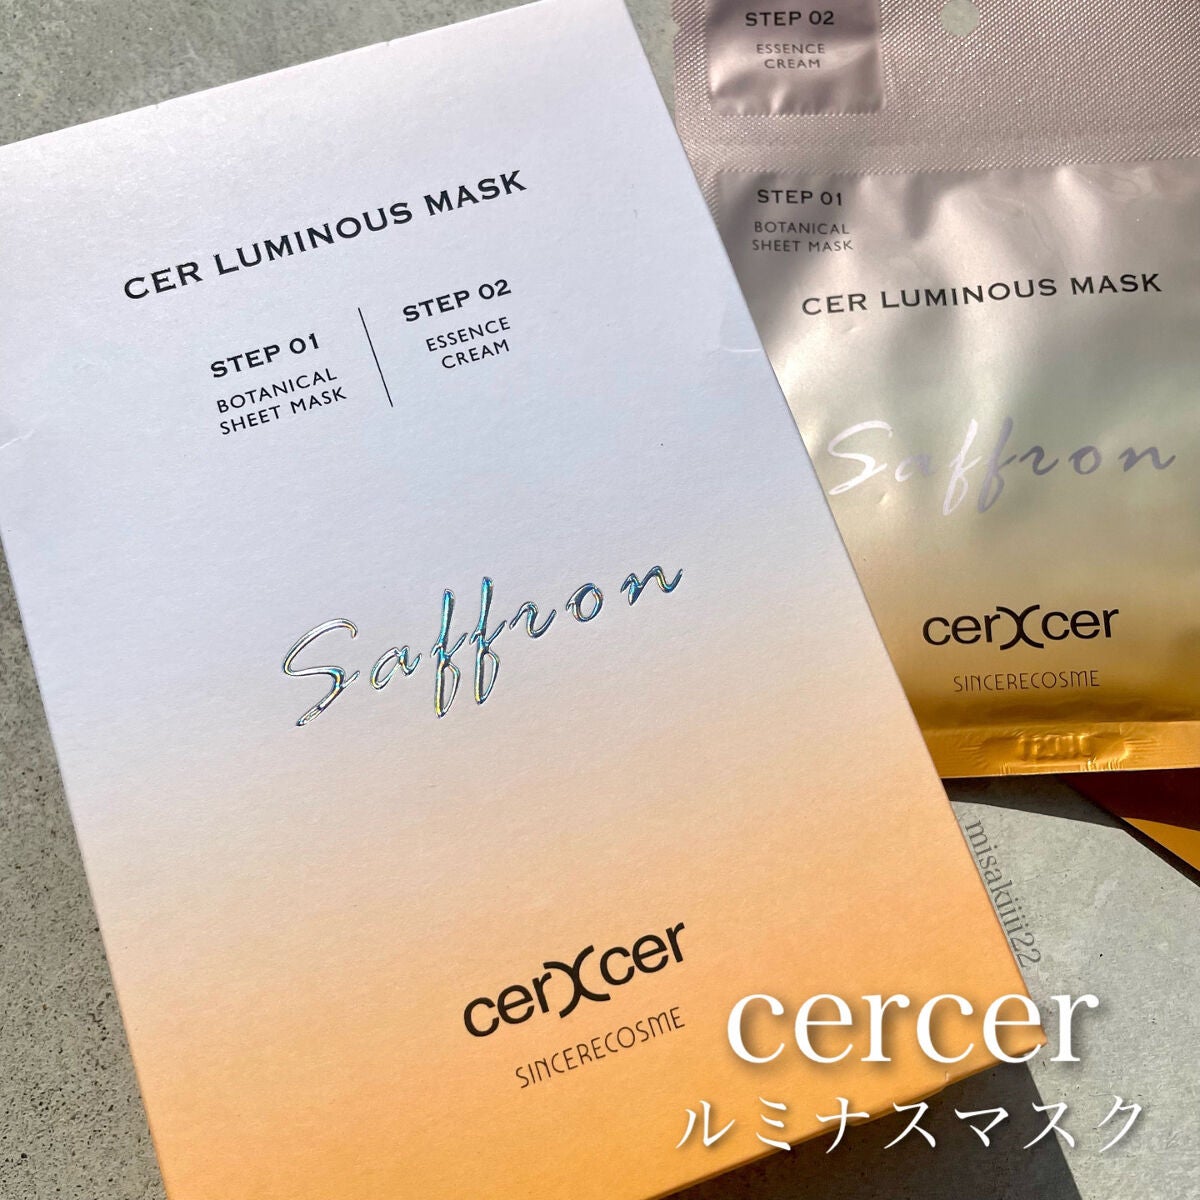 CER LUMINOUS MASK
STEP 01
BOTANICAL
SHEET MASK
STEP 02
ESSENCE
CREAM
Saffron
cerXcer
SINCERECOSME
STEP 02
ESSENCE
CREAM
STEP 01
BOTANICAL
SHEET MASK
CER LUMINOUS MASK
Saffron
cerXcer
SINCERECOSME
misakiiii22
cercer
ルミナスマスク